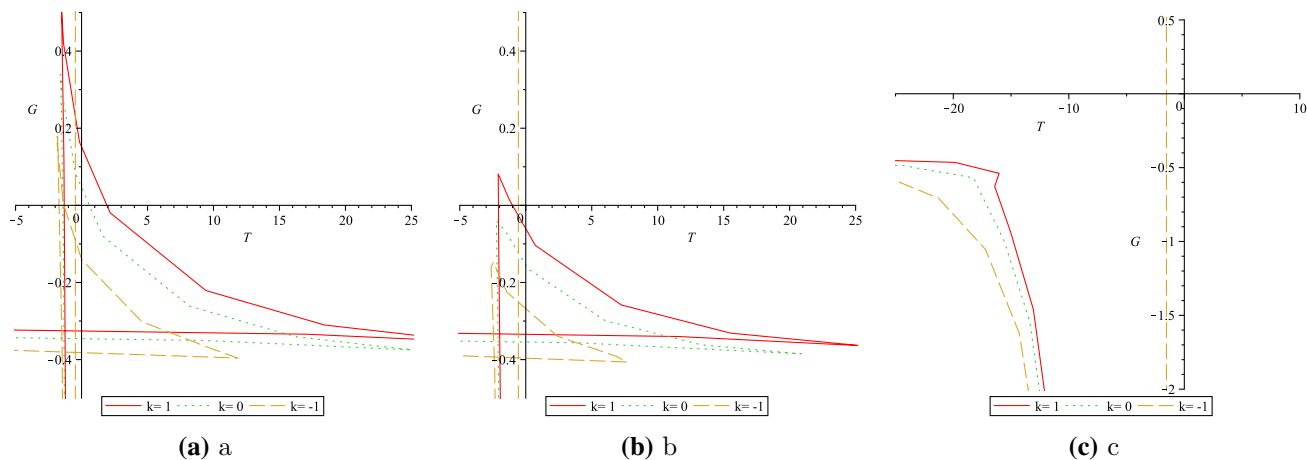 0.4
G
0.2
-5 0 5 10 15 20 25
T
-0.2
-0.4
k= 1 k= 0 k= -1
(a) a
0.4
G
0.2
-5 0 5 10 15 20 25
T
-0.2
-0.4
k= 1 k= 0 k= -1
(b) b
0.5
-20 -10 0 10
T
-0.5
G -1
-1.5
-2
k= 1 k= 0 k= -1
(c) c